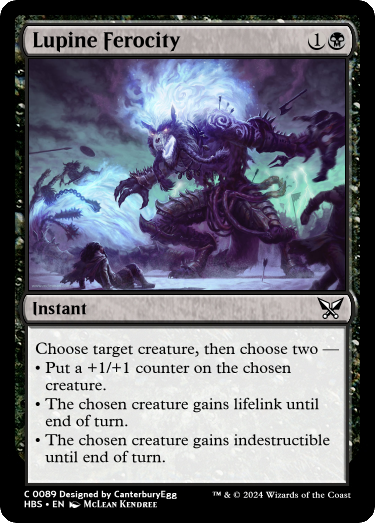 Lupine Ferocity 1
Instant
Choose target creature, then choose two —
• Put a +1/+1 counter on the chosen
creature.
• The chosen creature gains lifelink until
end of turn.
• The chosen creature gains indestructible
until end of turn.
C 0089 Designed by CanterburyEgg
HBS • EN McLean Kendree
™ & © 2024 Wizards of the Coast